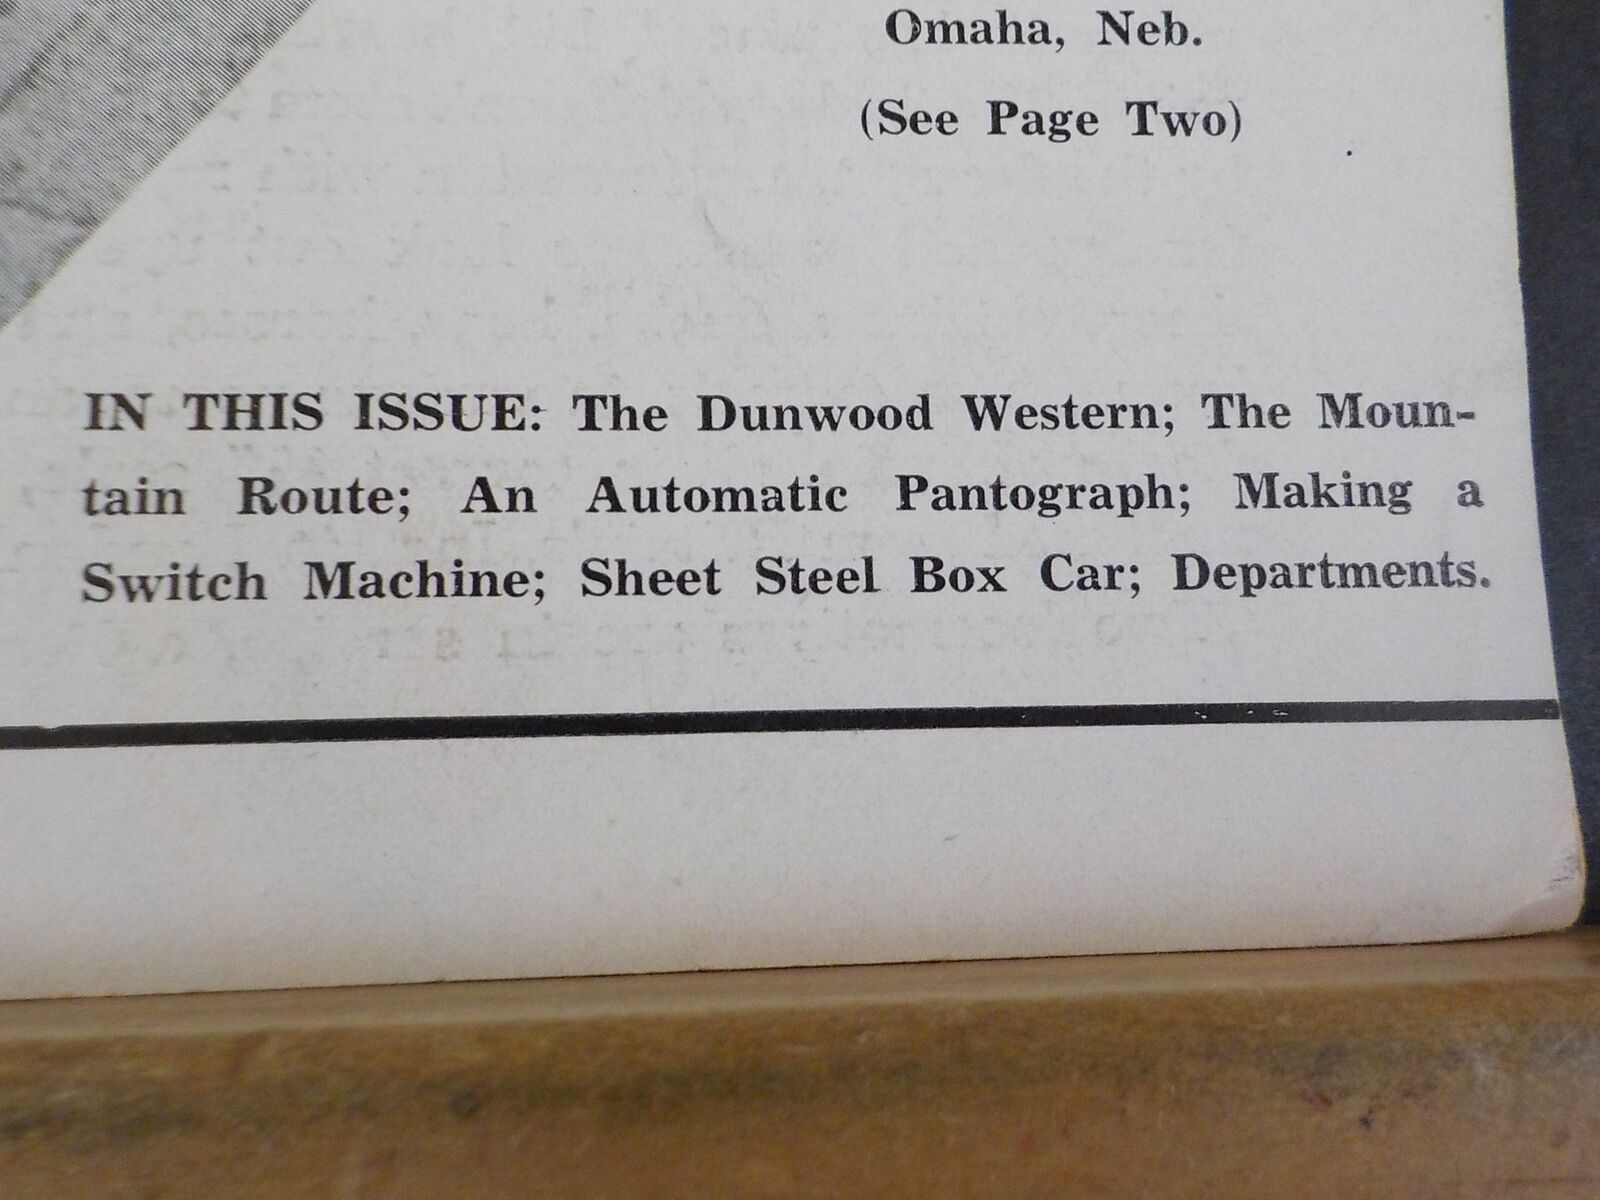 Omaha, Neb.
(See Page Two)
IN THIS ISSUE: The Dunwood Western; The Moun-
tain Route; An Automatic Pantograph; Making a
Switch Machine; Sheet Steel Box Car; Departments.